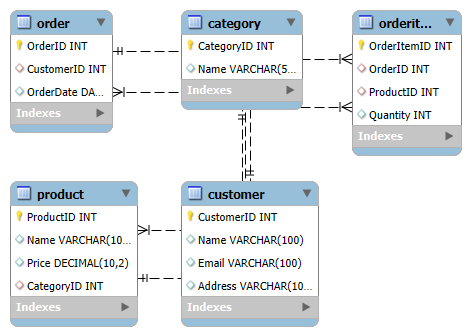 order
OrderID INT
CustomerID INT
OrderDate DA...
Indexes
category
CategoryID INT
Name VARCHAR(5...
Indexes
orderit...
OrderItemID INT
OrderID INT
ProductID INT
Quantity INT
Indexes
product
ProductID INT
Name VARCHAR(10...
Price DECIMAL(10,2)
CategoryID INT
Indexes
customer
CustomerID INT
Name VARCHAR(100)
Email VARCHAR(100)
Address VARCHAR(10...
Indexes